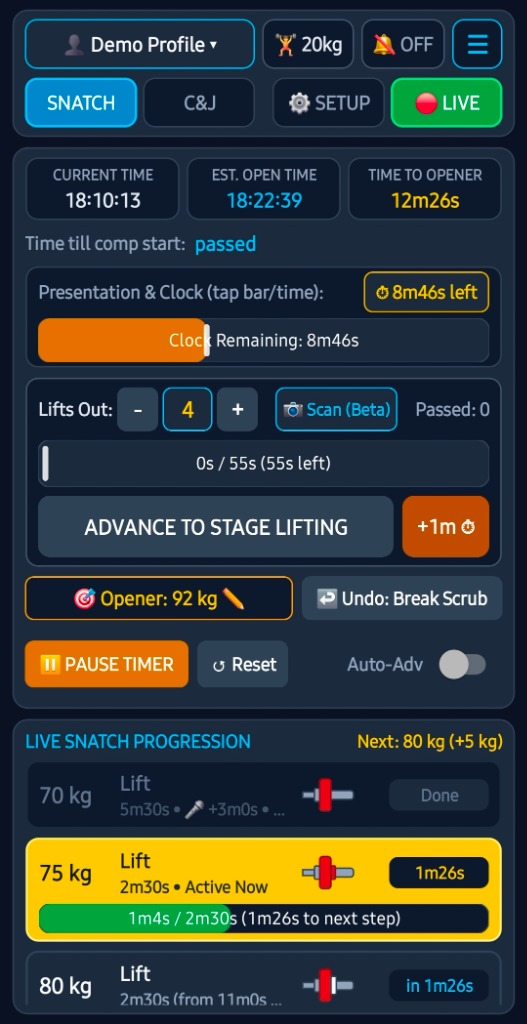 Demo Profile ▾
20kg
OFF
SNATCH
C&J
SETUP
LIVE
CURRENT TIME
18:10:13
EST. OPEN TIME
18:22:39
TIME TO OPENER
12m26s
Time till comp start: passed
Presentation & Clock (tap bar/time):
⏱ 8m46s left
Clock Remaining: 8m46s
Lifts Out:
-
4
+
Scan (Beta)
Passed: 0
0s / 55s (55s left)
ADVANCE TO STAGE LIFTING
+1m ⏱
Opener: 92 kg
Undo: Break Scrub
PAUSE TIMER
↺ Reset
Auto-Adv
LIVE SNATCH PROGRESSION
Next: 80 kg (+5 kg)
70 kg
Lift
5m30s • 🎤 +3m0s • ...
Done
75 kg
Lift
2m30s • Active Now
1m26s
1m4s / 2m30s (1m26s to next step)
80 kg
Lift
2m30s (from 11m0s ...
in 1m26s